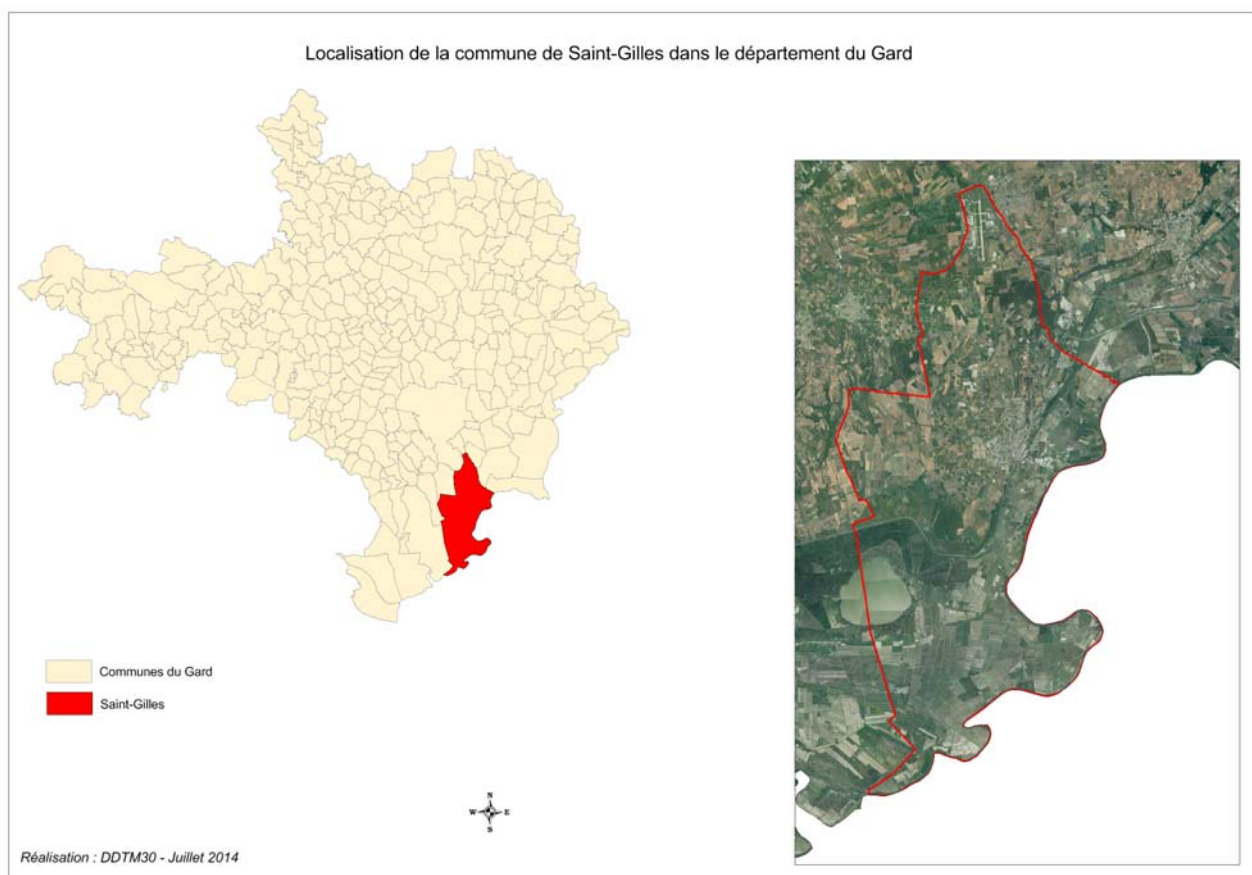 Localisation de la commune de Saint-Gilles dans le département du Gard
Communes du Gard
Saint-Gilles
N
W E
S
Réalisation : DDTM30 - Juillet 2014